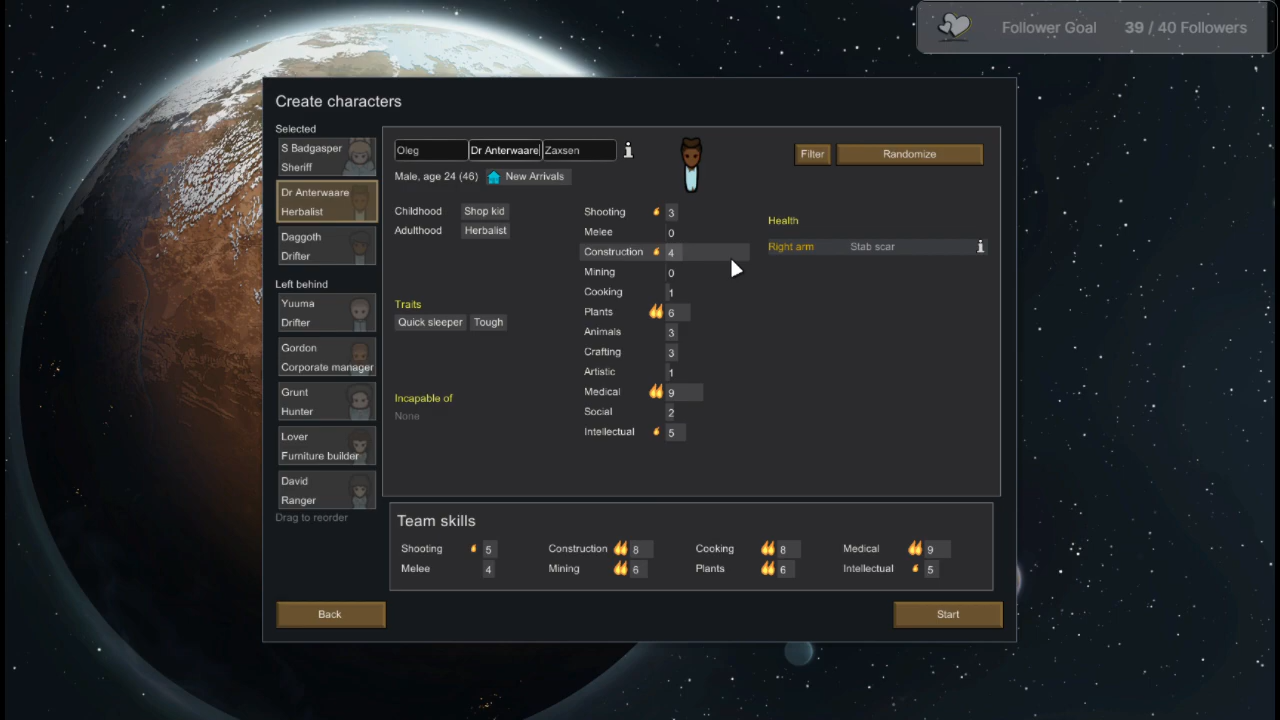 Follower Goal 39 / 40 Followers
Create characters
Selected
S Badgasper
Sheriff
Dr Anterwaare
Herbalist
Daggoth
Drifter
Left behind
Yuuma
Drifter
Gordon
Corporate manager
Grunt
Hunter
Lover
Furniture builder
David
Ranger
Drag to reorder
Oleg Dr Anterwaare Zaxsen
Filter Randomize
Male, age 24 (46) New Arrivals
Childhood Shop kid
Adulthood Herbalist
Traits
Quick sleeper Tough
Incapable of
None
Shooting 3
Melee 0
Construction 4
Mining 0
Cooking 1
Plants 6
Animals 3
Crafting 3
Artistic 1
Medical 9
Social 2
Intellectual 5
Health
Right arm Stab scar
Team skills
Shooting 5 Construction 8 Cooking 8 Medical 9
Melee 4 Mining 6 Plants 6 Intellectual 5
Back Start